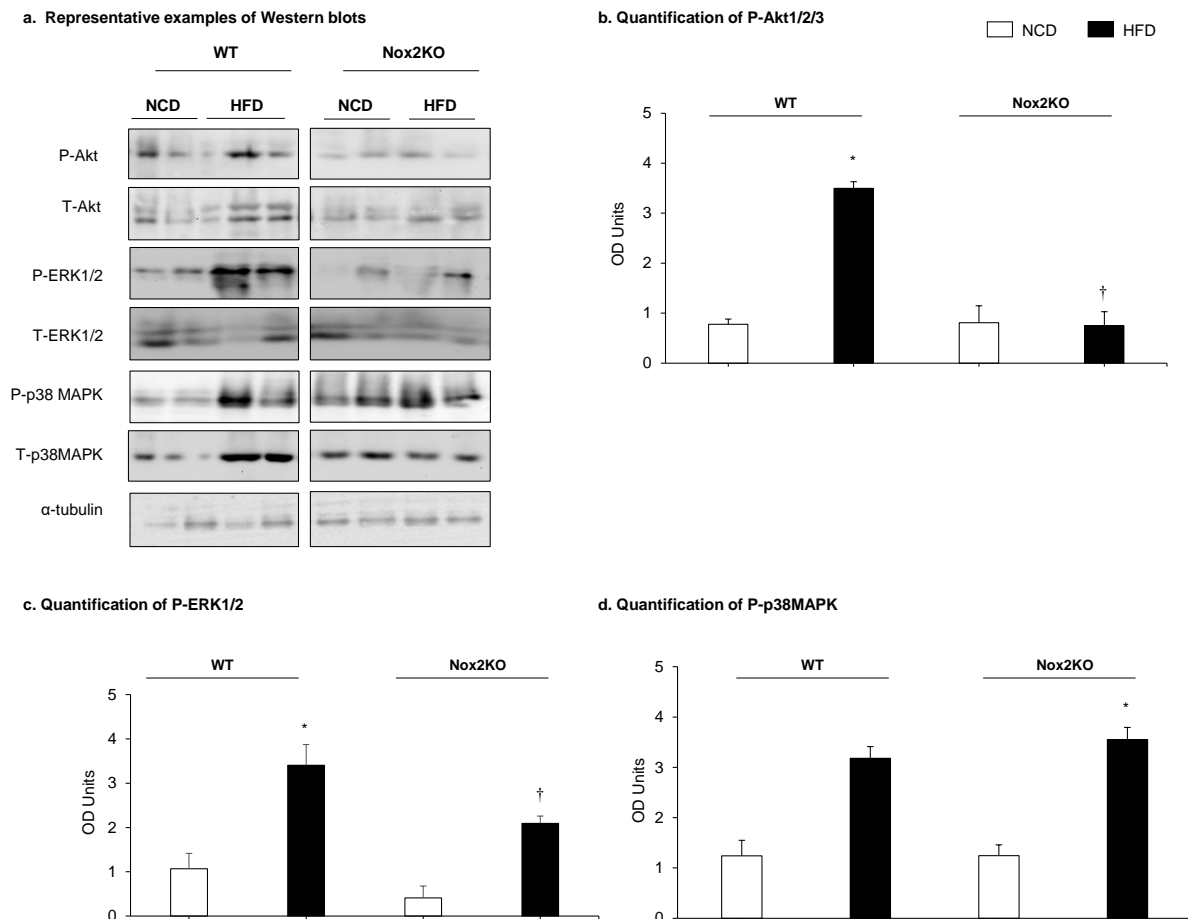 a. Representative examples of Western blots
WT
Nox2KO
NCD
HFD
NCD
HFD
P-Akt
T-Akt
P-ERK1/2
T-ERK1/2
P-p38 MAPK
T-p38MAPK
α-tubulin
b. Quantification of P-Akt1/2/3
NCD
HFD
WT
Nox2KO
OD Units
5
4
3
2
1
0
*
†
c. Quantification of P-ERK1/2
WT
Nox2KO
OD Units
5
4
3
2
1
0
*
†
d. Quantification of P-p38MAPK
WT
Nox2KO
OD Units
5
4
3
2
1
0
*